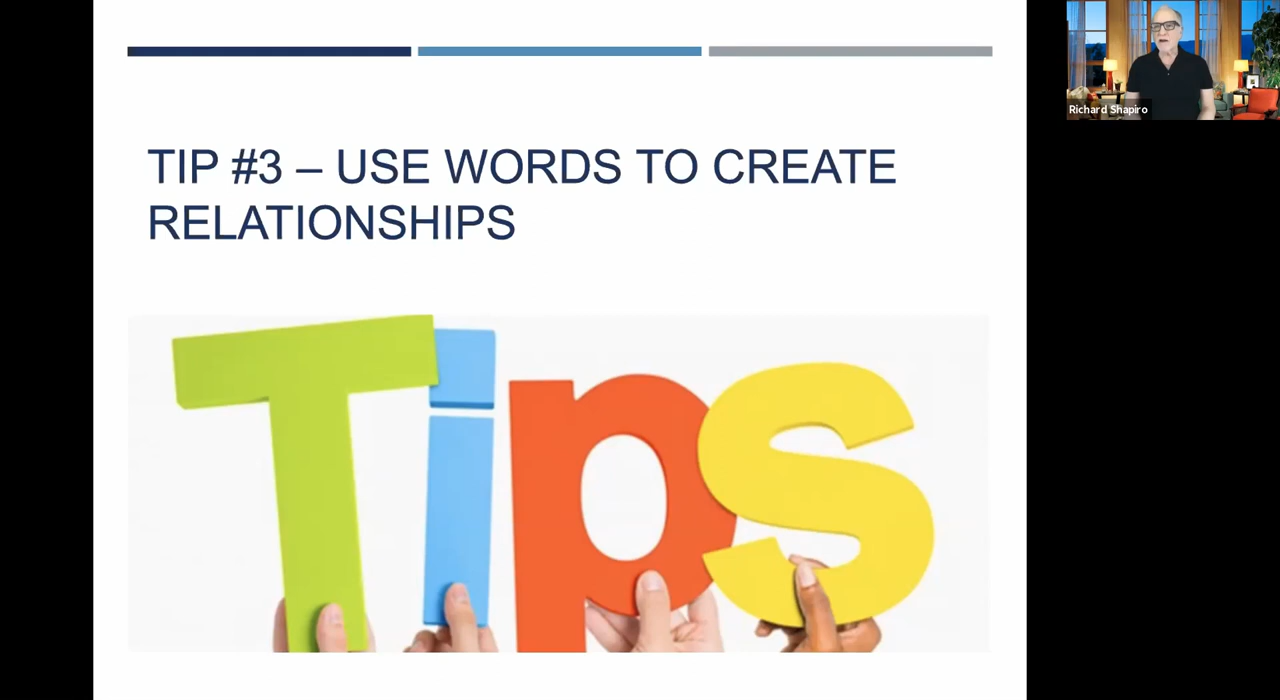 TIP #3 – USE WORDS TO CREATE
RELATIONSHIPS
Tips
Richard Shapiro